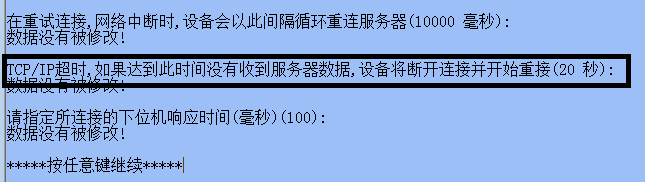 在重试连接,网络中断时,设备会以此间隔循环重连服务器(10000 毫秒):
数据没有被修改!
TCP/IP超时,如果达到此时间没有收到服务器数据,设备将断开连接并开始重接(20 秒):
数据没有被修改!
请指定所连接的下位机响应时间(毫秒)(100):
数据没有被修改!
*****按任意键继续*****